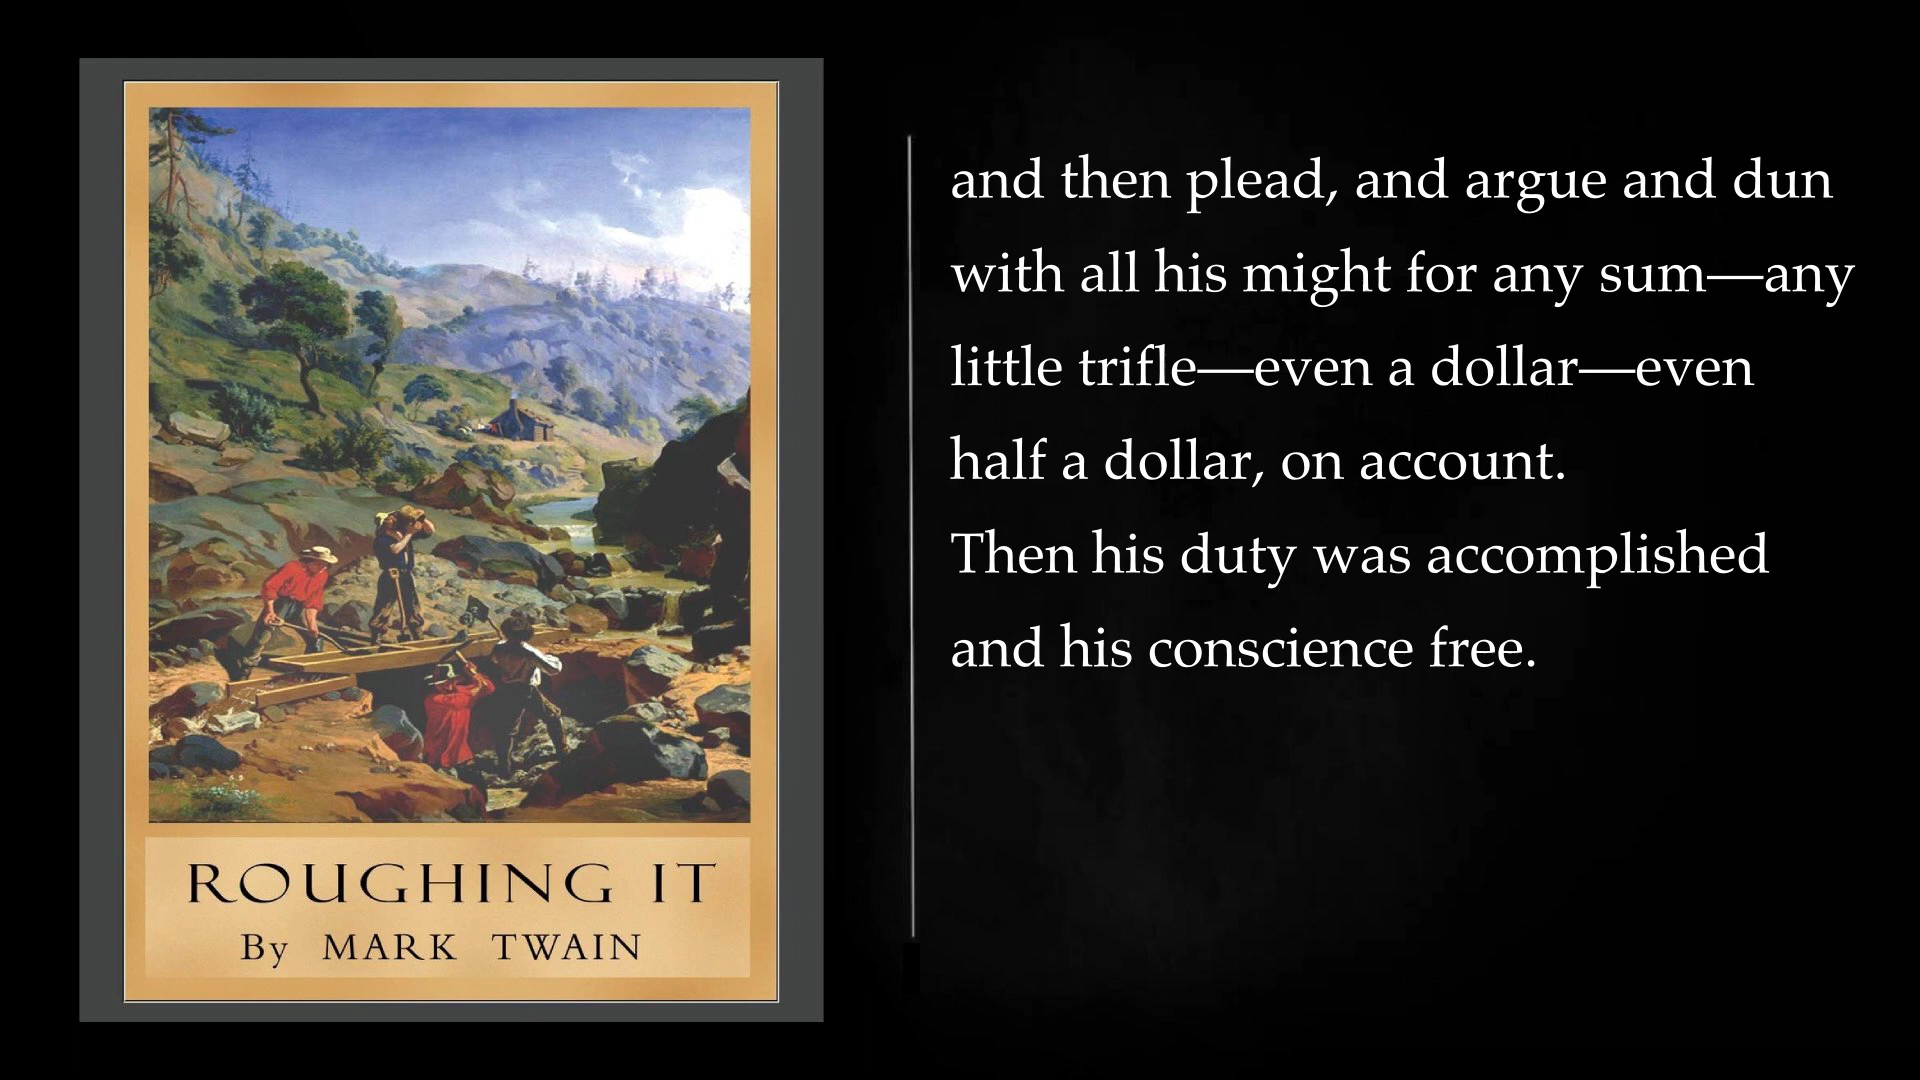 ROUGHING IT
By MARK TWAIN
and then plead, and argue and dun
with all his might for any sum—any
little trifle—even a dollar—even
half a dollar, on account.
Then his duty was accomplished
and his conscience free.